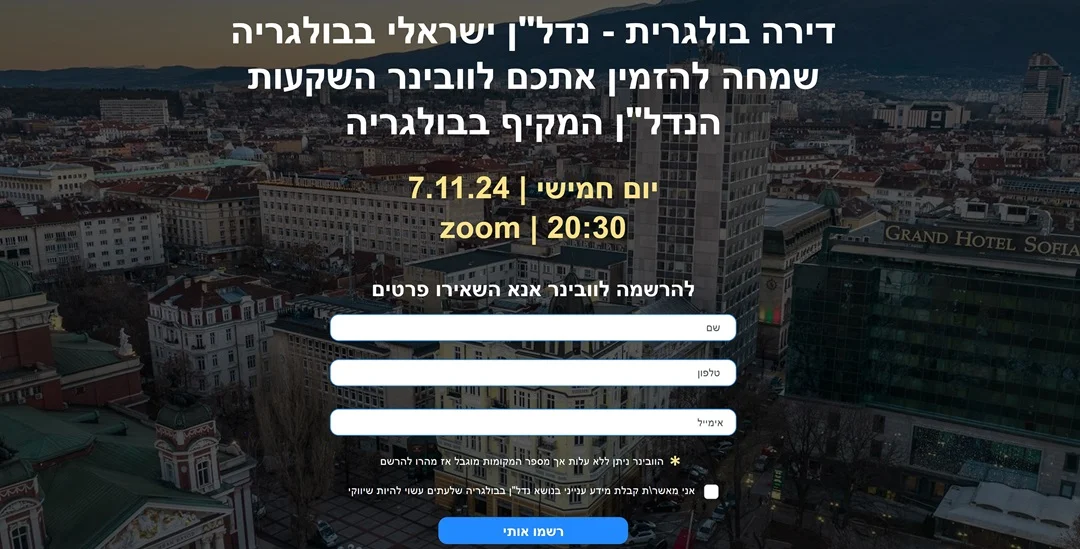 דירה בולגרית - נדל"ן ישראלי בבולגריה
שמחה להזמין אתכם לוובינר השקעות
הנדל"ן המקיף בבולגריה
יום חמישי | 7.11.24
zoom | 20:30
GRAND HOTEL SOFIA
להרשמה לוובינר אנא השאירו פרטים
שם
טלפון
אימייל
* הוובינר ניתן ללא עלות אך מספר המקומות מוגבל אז מהרו להרשם
אני מאשר\ת קבלת מידע ענייני בנושא נדל"ן בבולגריה שלעתים עשוי להיות שיווקי
רשמו אותי